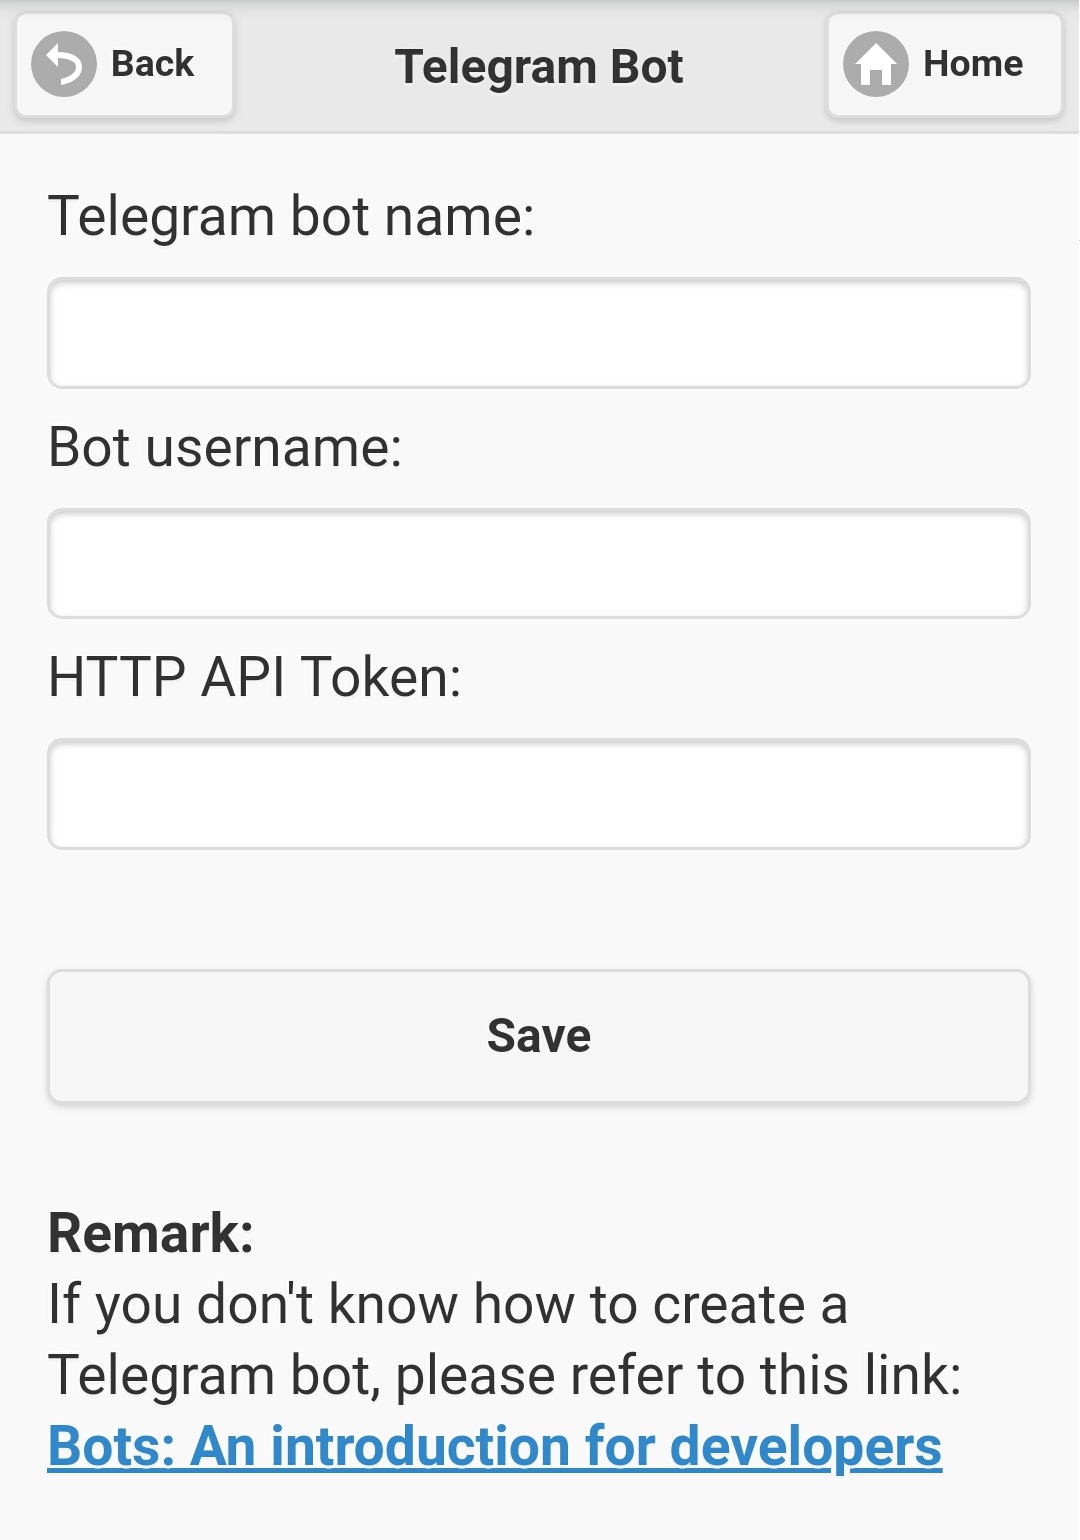 Back
Telegram Bot
Home
Telegram bot name:
Bot username:
HTTP API Token:
Save
Remark:
If you don't know how to create a
Telegram bot, please refer to this link:
Bots: An introduction for developers